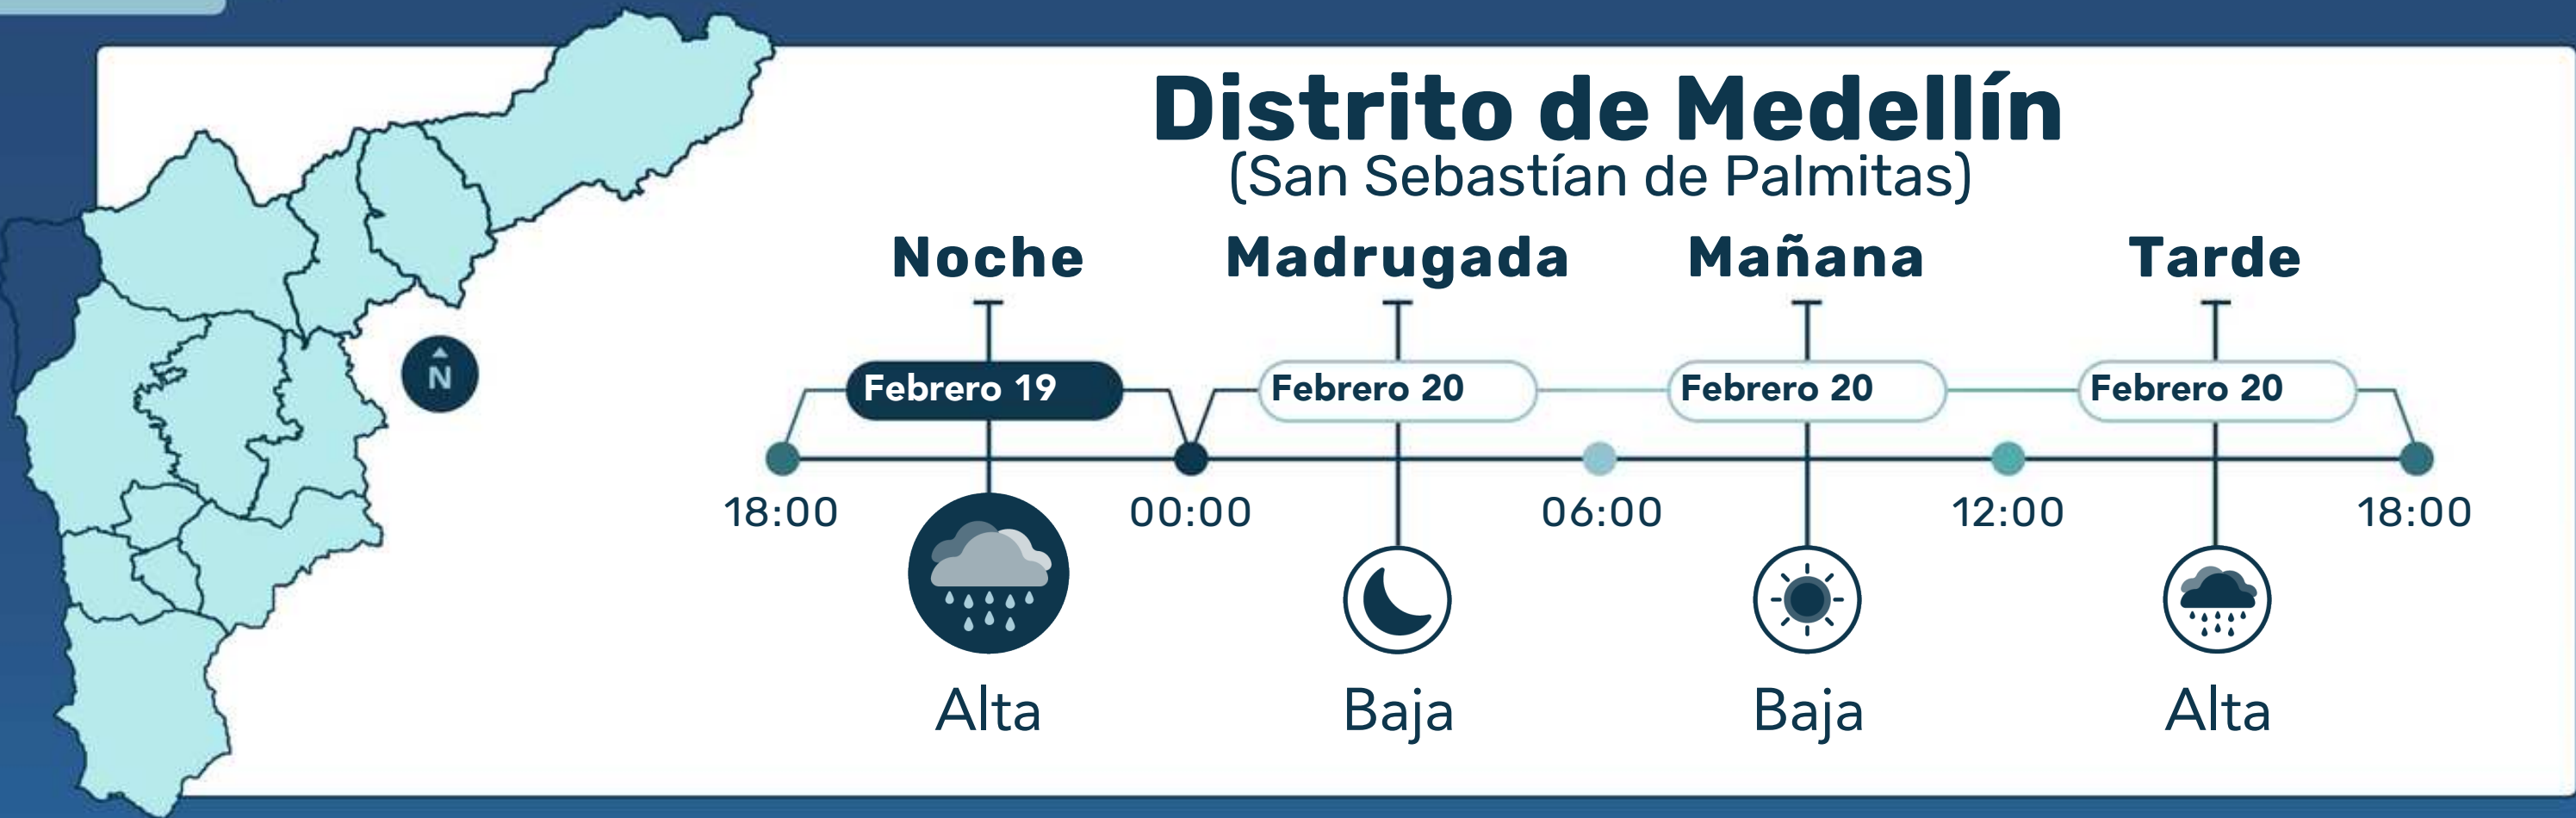 Distrito de Medellín
(San Sebastían de Palmitas)
Noche Madrugada Mañana Tarde
Febrero 19 Febrero 20 Febrero 20 Febrero 20
N
18:00 00:00 06:00 12:00 18:00
Alta Baja Baja Alta